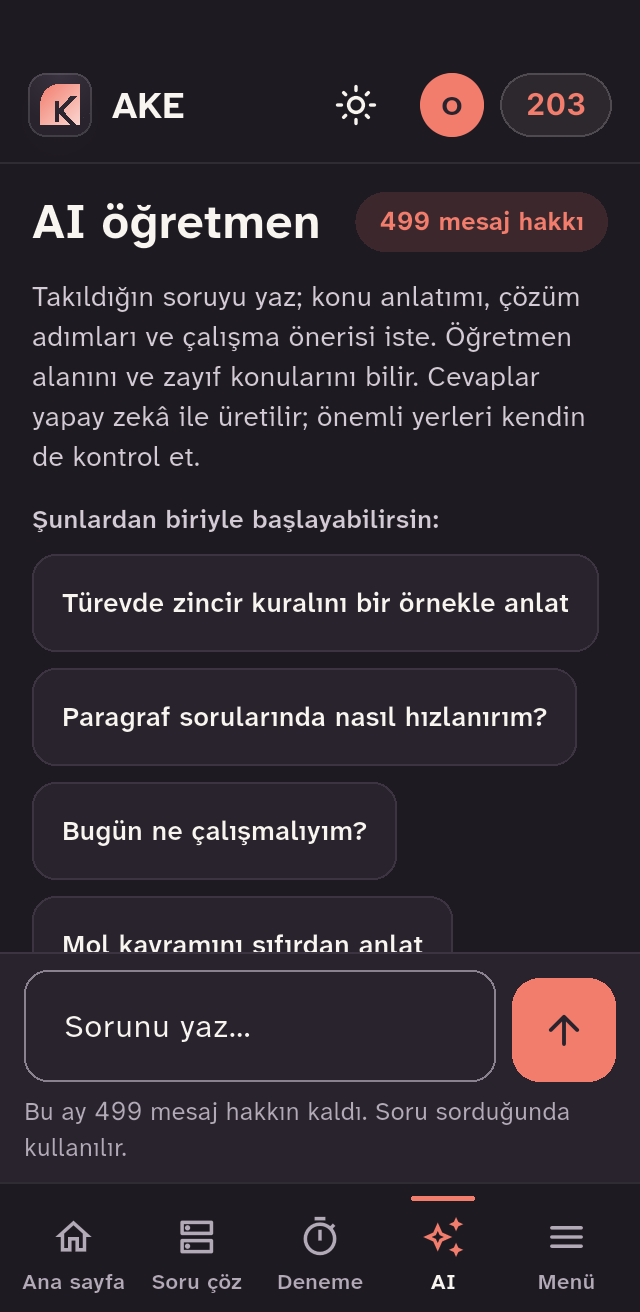 K AKE O 203
AI öğretmen 499 mesaj hakkı
Takıldığın soruyu yaz; konu anlatımı, çözüm
adımları ve çalışma önerisi iste. Öğretmen
alanını ve zayıf konularını bilir. Cevaplar
yapay zekâ ile üretilir; önemli yerleri kendin
de kontrol et.
Şunlardan biriyle başlayabilirsin:
Türevde zincir kuralını bir örnekle anlat
Paragraf sorularında nasıl hızlanırım?
Bugün ne çalışmalıyım?
Mol kavramını sıfırdan anlat
Sorunu yaz...
Bu ay 499 mesaj hakkın kaldı. Soru sorduğunda
kullanılır.
Ana sayfa Soru çöz Deneme AI Menü